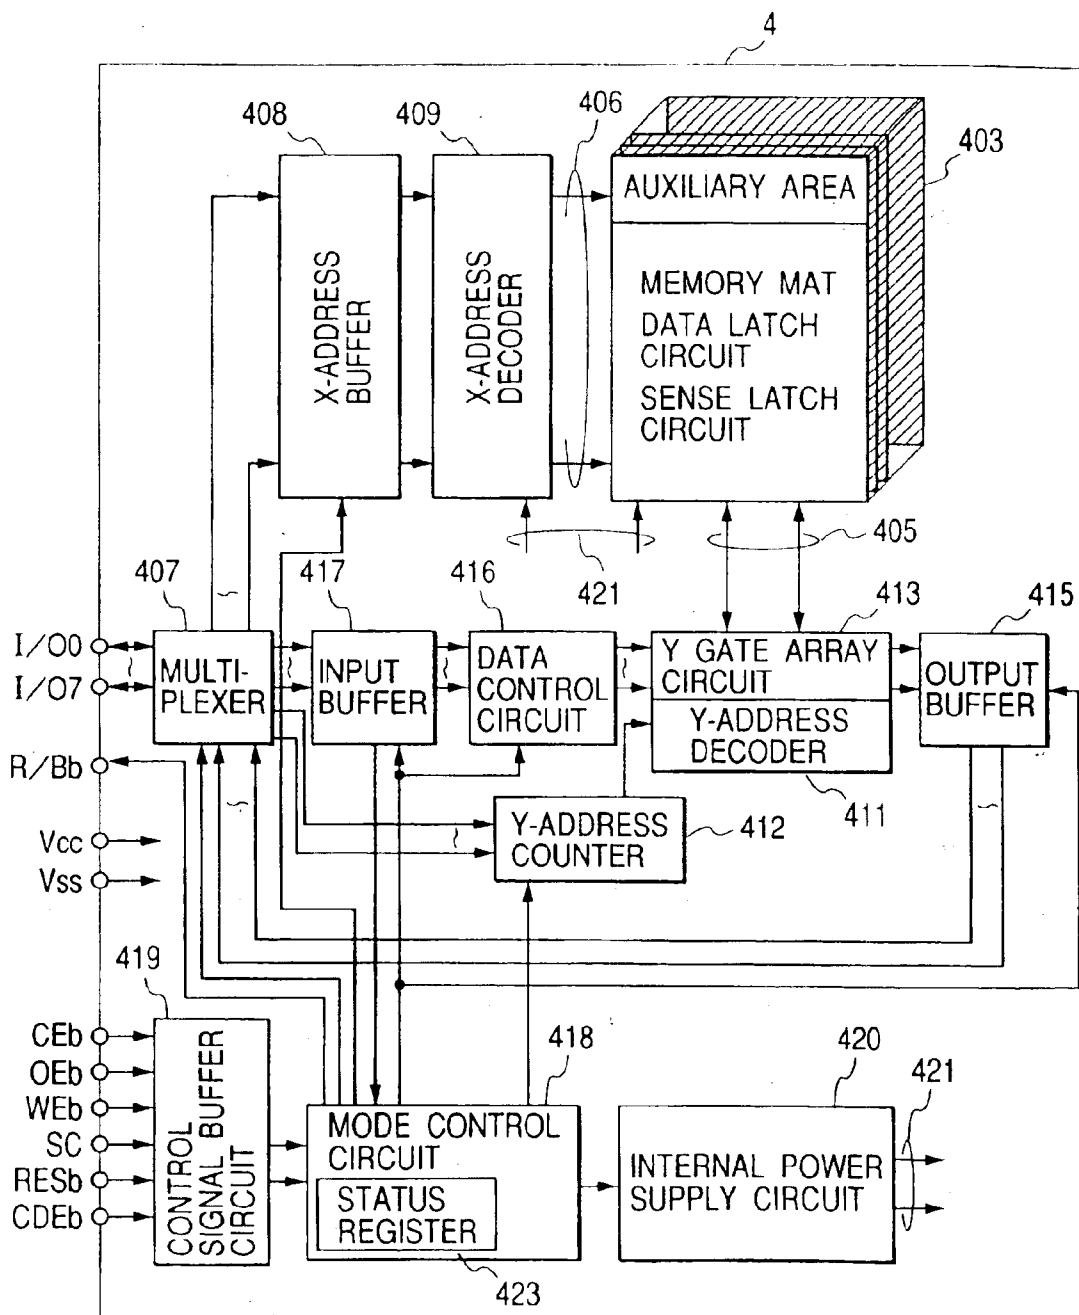 4
408
409
406
403
AUXILIARY AREA
X-ADDRESS
BUFFER
X-ADDRESS
DECODER
MEMORY MAT
DATA LATCH
CIRCUIT
SENSE LATCH
CIRCUIT
407
417
416
421
405
413
415
I/O0
I/O7
MULTI-
PLEXER
INPUT
BUFFER
DATA
CONTROL
CIRCUIT
Y GATE ARRAY
CIRCUIT
Y-ADDRESS
DECODER
OUTPUT
BUFFER
R/Bb
Vcc
Vss
Y-ADDRESS
COUNTER
412
411
419
CEb
OEb
WEb
SC
RESb
CDEb
CONTROL
SIGNAL BUFFER
CIRCUIT
418
MODE CONTROL
CIRCUIT
STATUS
REGISTER
423
420
421
INTERNAL POWER
SUPPLY CIRCUIT